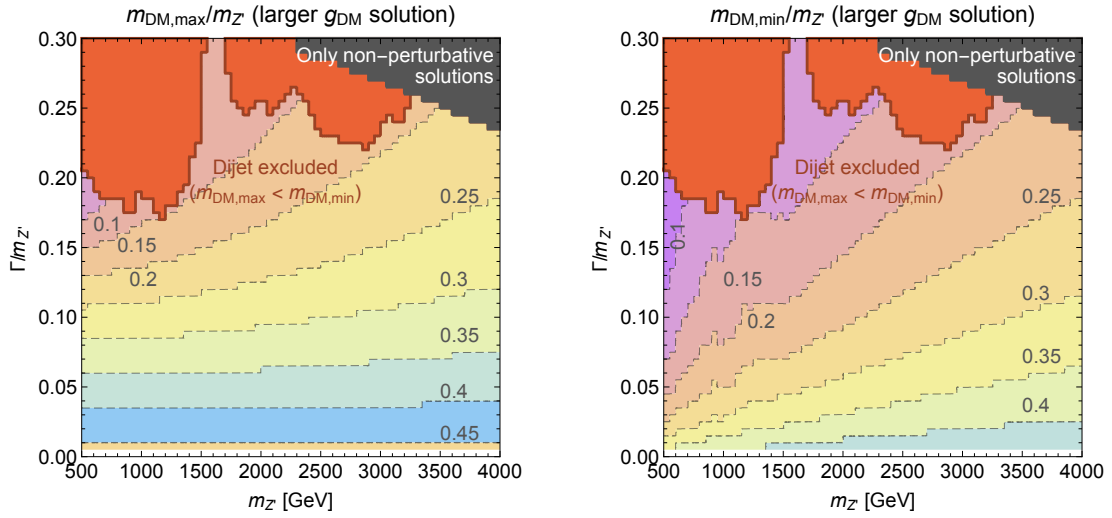 m_DM,max/m_Z' (larger g_DM solution)
0.30
0.25
0.20
0.15
0.10
0.05
0.00
Γ/m_Z'
Only non-perturbative
solutions
Dijet excluded
(m_DM,max < m_DM,min)
0.1
0.15
0.2
0.25
0.3
0.35
0.4
0.45
500 1000 1500 2000 2500 3000 3500 4000
m_Z' [GeV]
m_DM,min/m_Z' (larger g_DM solution)
0.30
0.25
0.20
0.15
0.10
0.05
0.00
Γ/m_Z'
Only non-perturbative
solutions
Dijet excluded
(m_DM,max < m_DM,min)
0.1
0.15
0.2
0.25
0.3
0.35
0.4
500 1000 1500 2000 2500 3000 3500 4000
m_Z' [GeV]